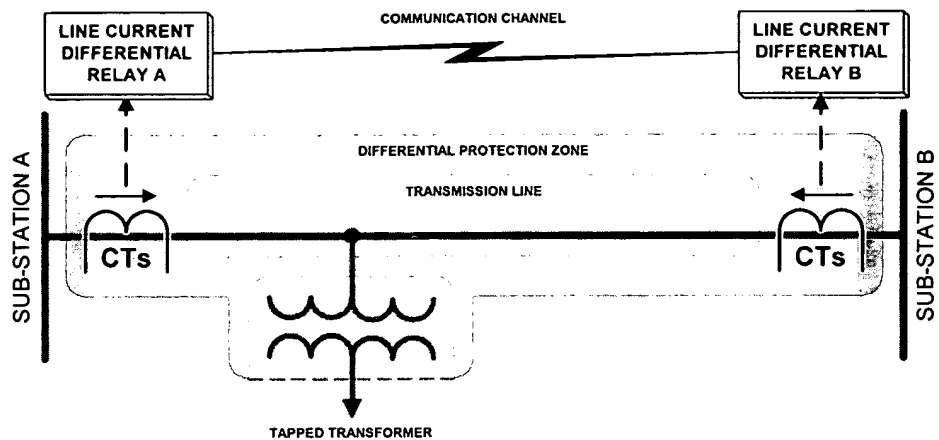 LINE CURRENT
DIFFERENTIAL
RELAY A
COMMUNICATION CHANNEL
LINE CURRENT
DIFFERENTIAL
RELAY B
SUB-STATION A
DIFFERENTIAL PROTECTION ZONE
TRANSMISSION LINE
CTs
CTs
SUB-STATION B
TAPPED TRANSFORMER